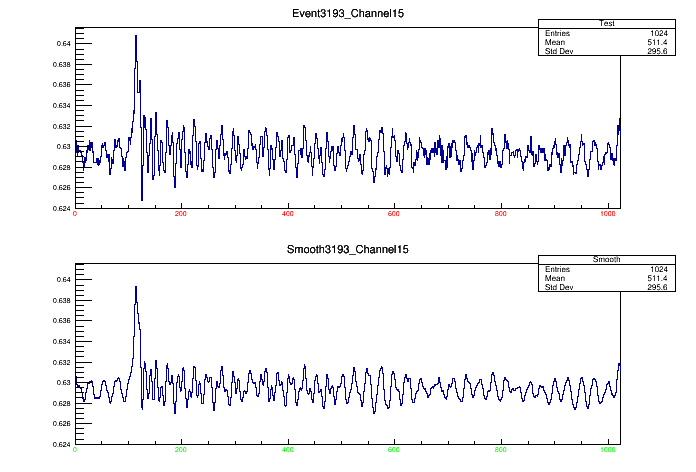 Event3193_Channel15
Test
Entries 1024
Mean 511.4
Std Dev 295.6
0.64
0.638
0.636
0.634
0.632
0.63
0.628
0.626
0.624
0 200 400 600 800 1000
Smooth3193_Channel15
Smooth
Entries 1024
Mean 511.4
Std Dev 295.6
0.64
0.638
0.636
0.634
0.632
0.63
0.628
0.626
0.624
0 200 400 600 800 1000